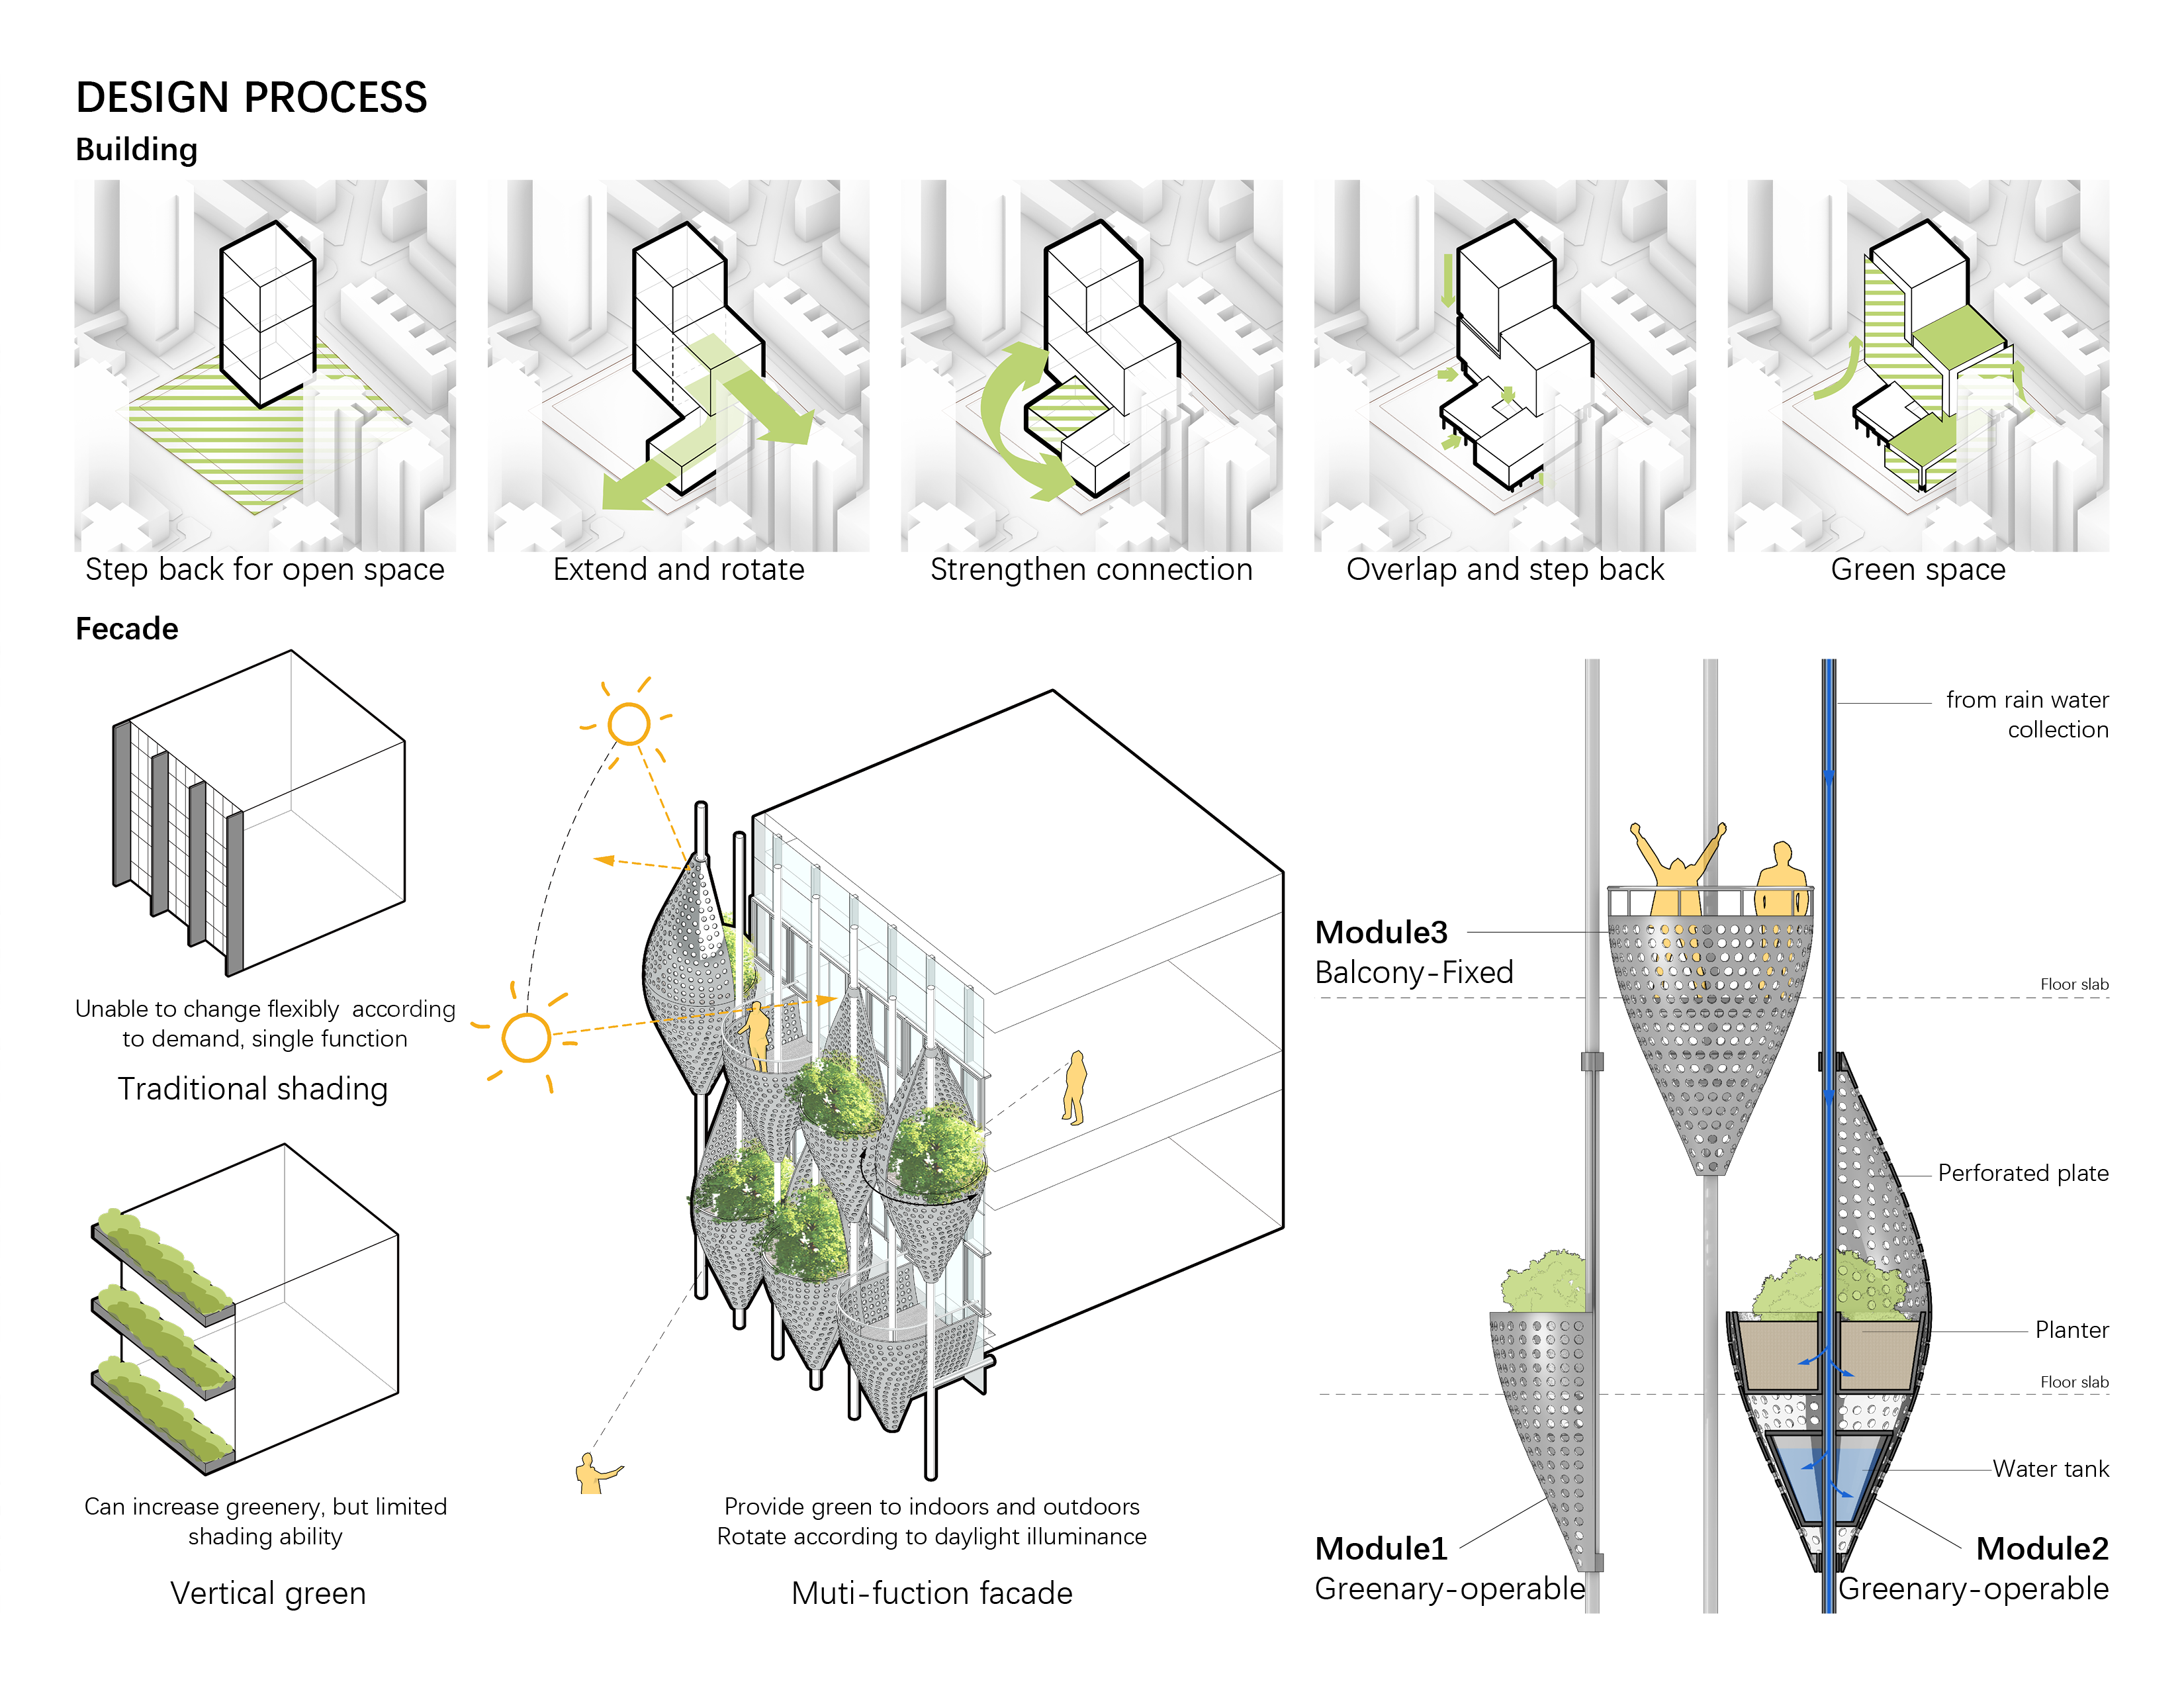 DESIGN PROCESS
Building
Step back for open space
Extend and rotate
Strengthen connection
Overlap and step back
Green space
Fecade
Unable to change flexibly according
to demand, single function
Traditional shading
Can increase greenery, but limited
shading ability
Vertical green
Provide green to indoors and outdoors
Rotate according to daylight illuminance
Muti-fuction facade
from rain water
collection
Module3
Balcony-Fixed
Floor slab
Perforated plate
Planter
Floor slab
Water tank
Module1
Greenary-operable
Module2
Greenary-operable